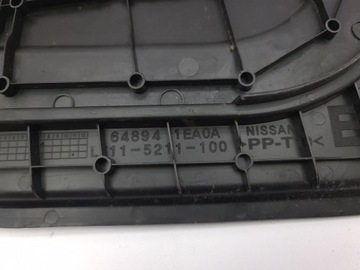 64894 1EA0A NISSAN
L11-5211-100 >PP-T<
E